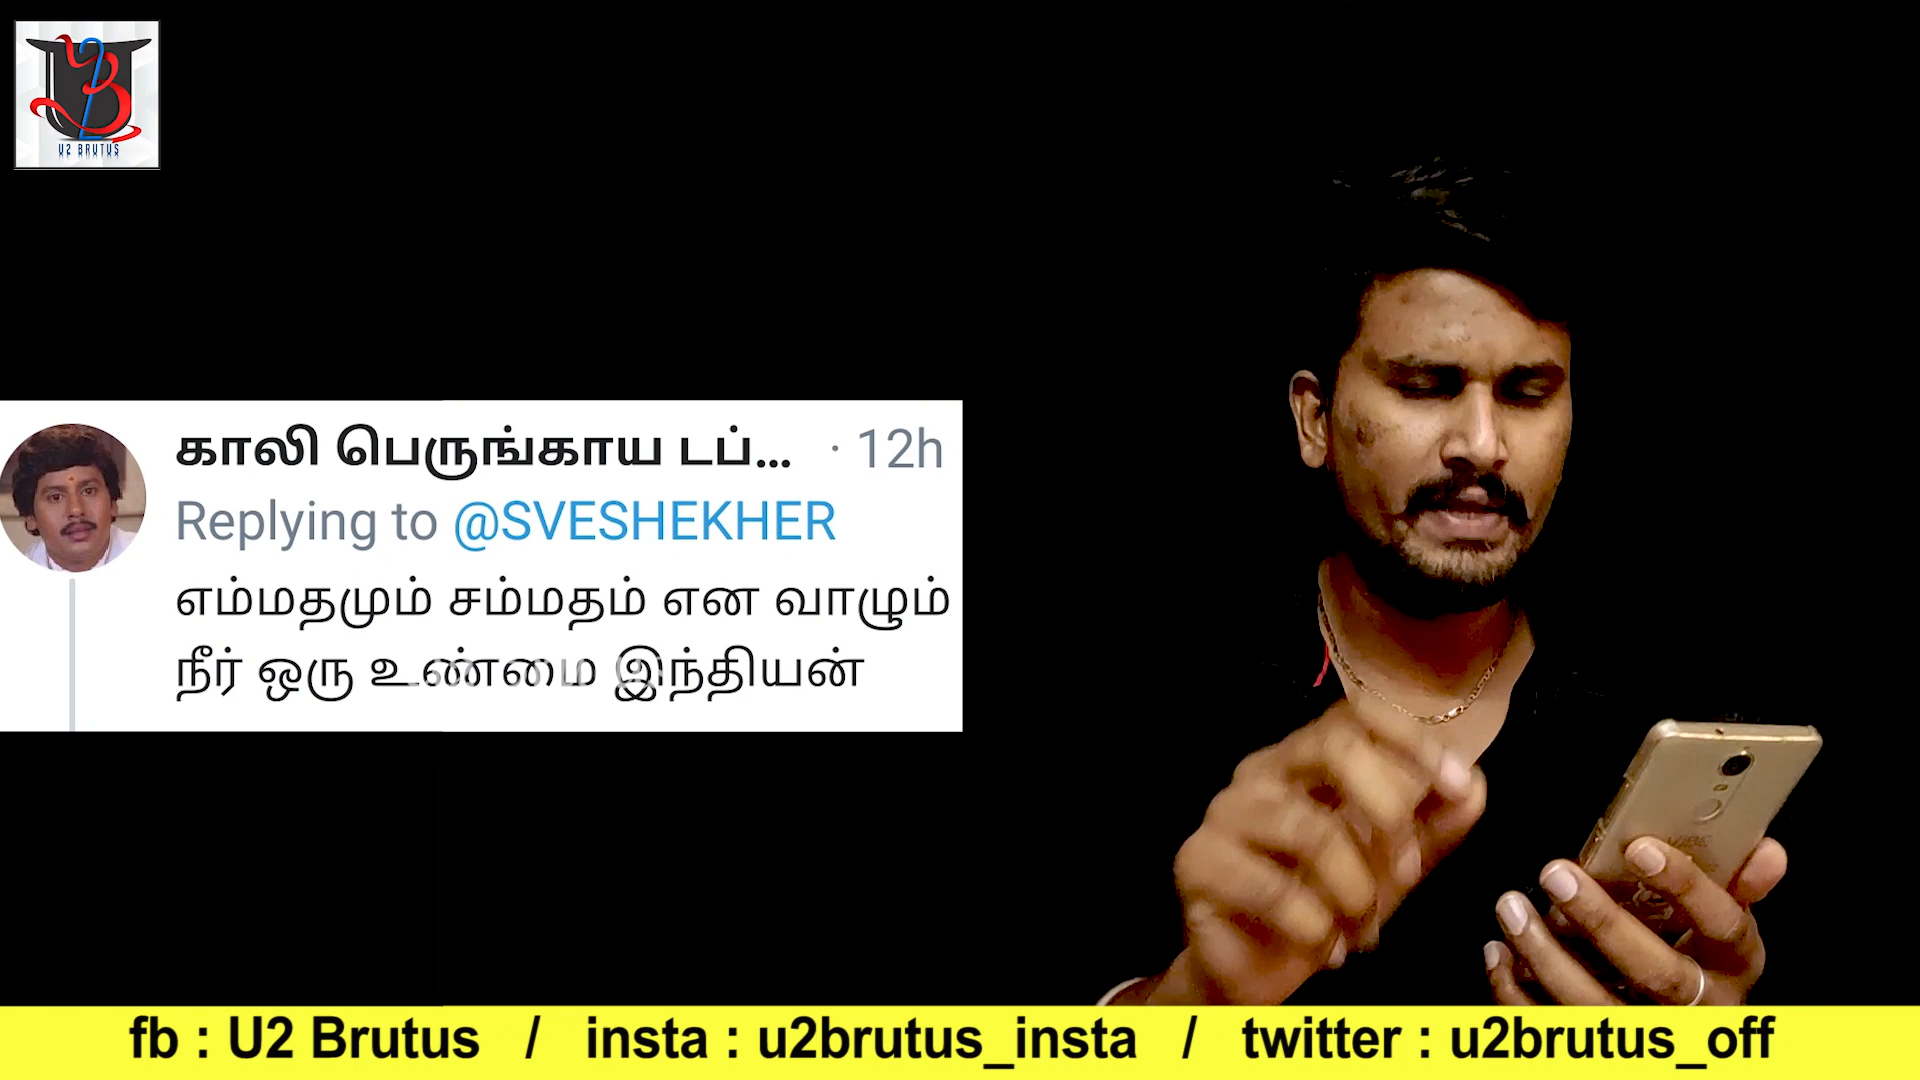 U2 BRUTUS
காலி பெருங்காய டப்... · 12h
Replying to @SVESHEKHER
எம்மதமும் சம்மதம் என வாழும்
நீர் ஒரு உண்மை இந்தியன்
fb : U2 Brutus / insta : u2brutus_insta / twitter : u2brutus_off